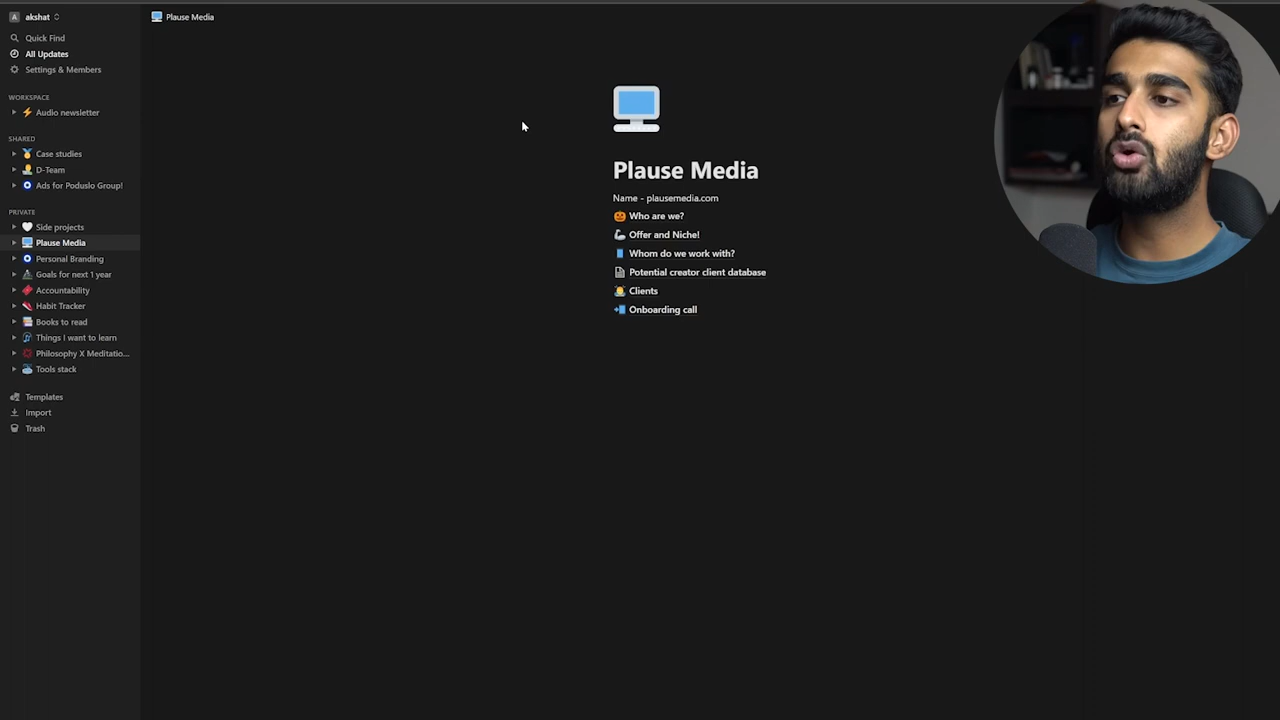 A akshat
Quick Find
All Updates
Settings & Members
WORKSPACE
Audio newsletter
SHARED
Case studies
D-Team
Ads for Poduslo Group!
PRIVATE
Side projects
Plause Media
Personal Branding
Goals for next 1 year
Accountability
Habit Tracker
Books to read
Things I want to learn
Philosophy X Meditatio...
Tools stack
Templates
Import
Trash
Plause Media
Plause Media
Name - plausemedia.com
Who are we?
Offer and Niche!
Whom do we work with?
Potential creator client database
Clients
Onboarding call